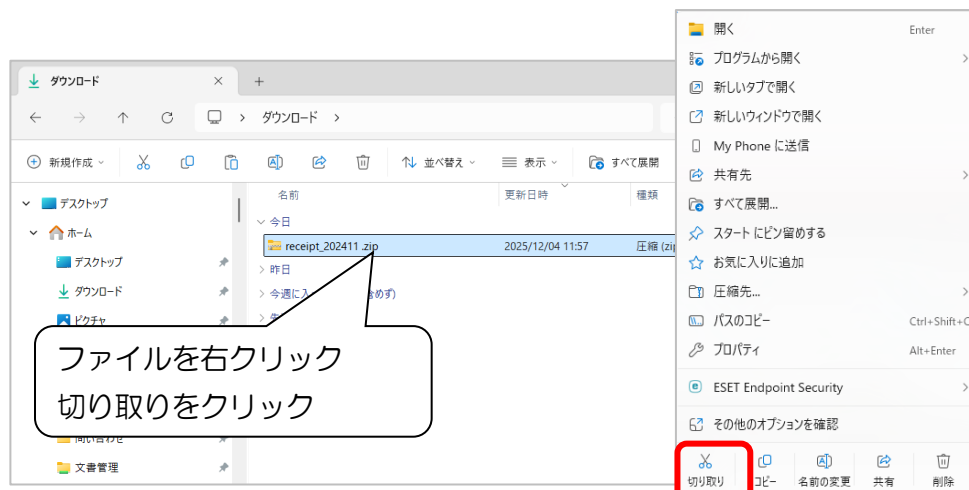 ダウンロード
ダウンロード
新規作成
並べ替え
表示
すべて展開
名前
更新日時
種類
デスクトップ
今日
ホーム
receipt_202411 .zip
2025/12/04 11:57
圧縮 (zip
デスクトップ
昨日
ダウンロード
今週に入
含めず)
ピクチャ
ファイルを右クリック
切り取りをクリック
問い合わせ
文書管理
開く
Enter
プログラムから開く
新しいタブで開く
新しいウィンドウで開く
My Phone に送信
共有先
すべて展開...
スタート にピン留めする
お気に入りに追加
圧縮先...
パスのコピー
Ctrl+Shift+C
プロパティ
Alt+Enter
ESET Endpoint Security
その他のオプションを確認
切り取り
コピー
名前の変更
共有
削除